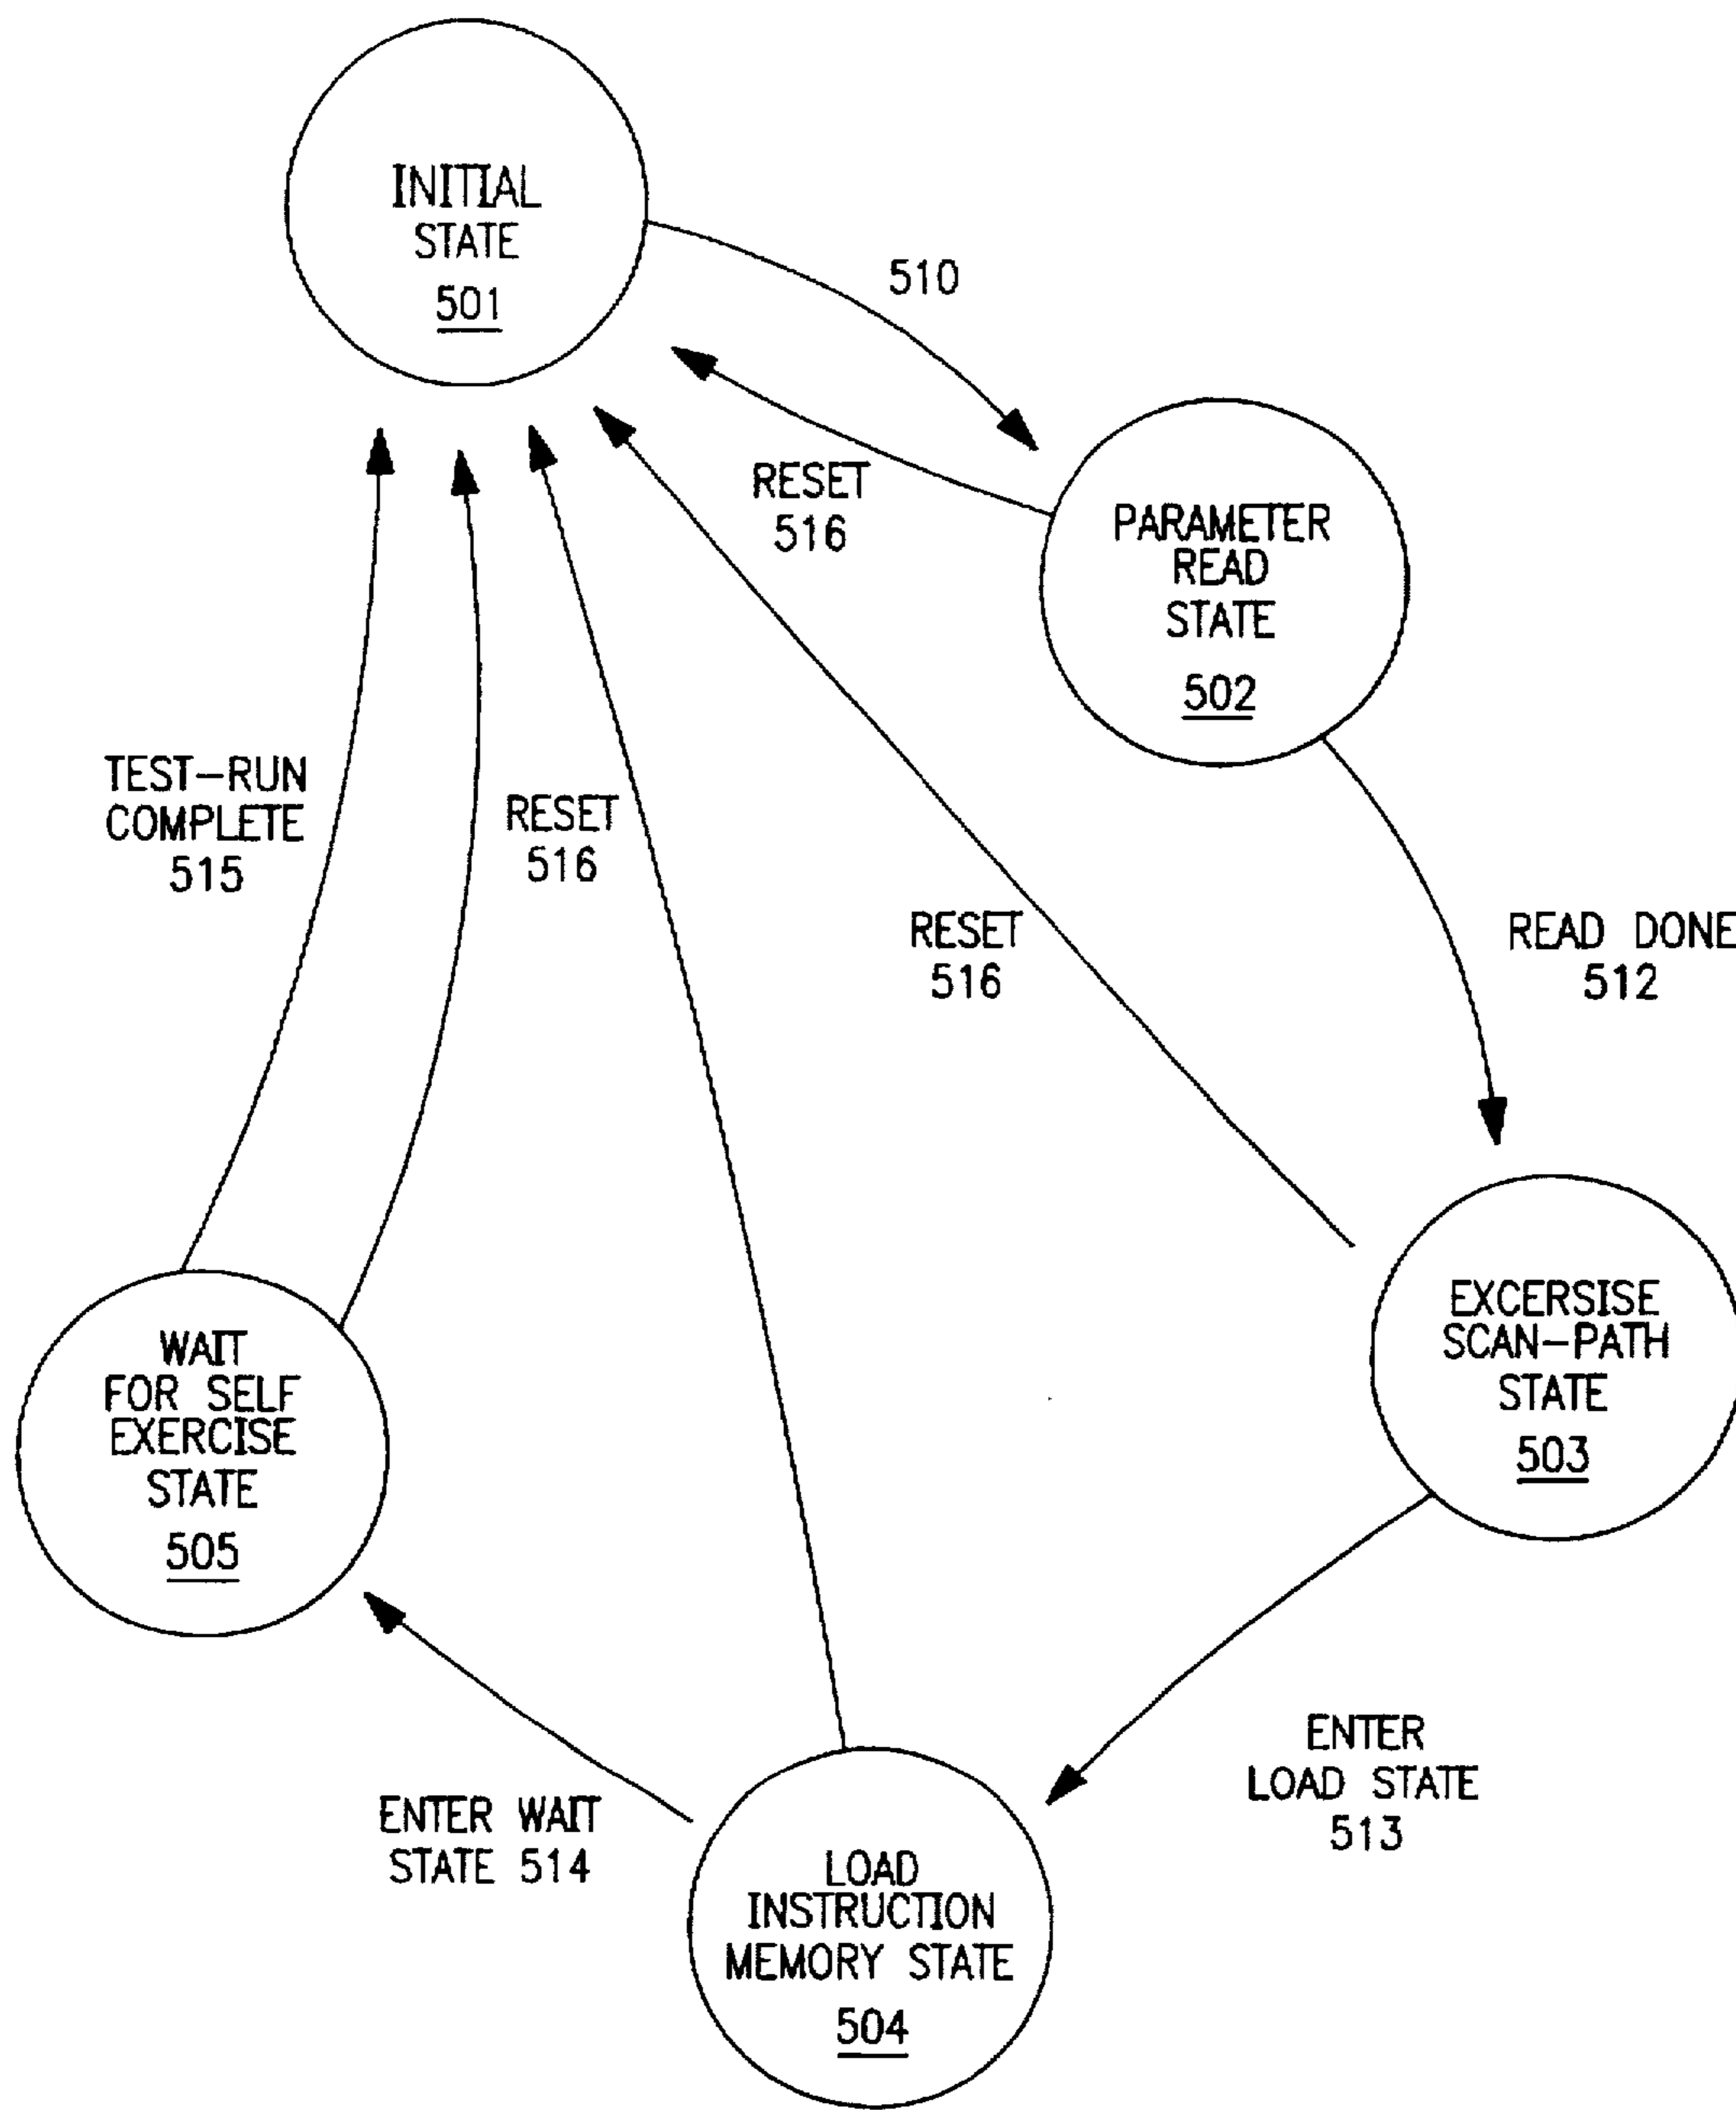 INITIAL
STATE
501
510
RESET
516
PARAMETER
READ
STATE
502
TEST-RUN
COMPLETE
515
RESET
516
RESET
516
READ DONE
512
EXCERSISE
SCAN-PATH
STATE
503
WAIT
FOR SELF
EXERCISE
STATE
505
ENTER
LOAD STATE
513
ENTER WAIT
STATE 514
LOAD
INSTRUCTION
MEMORY STATE
504